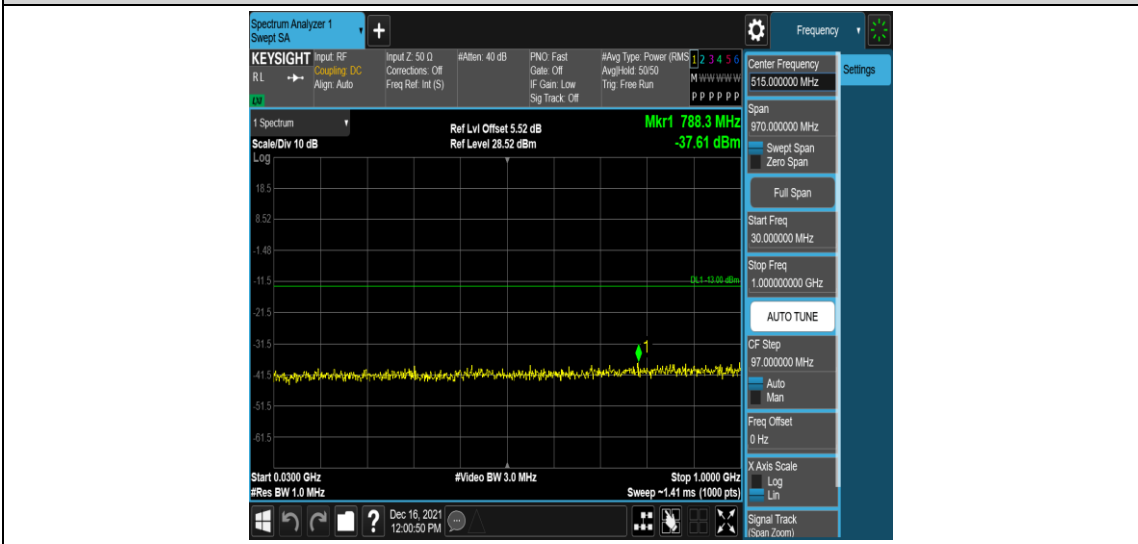 Spectrum Analyzer 1
Swept SA
+
Frequency
KEYSIGHT
RL
LXI
Input: RF
Coupling: DC
Align: Auto
Input Z: 50 Ω
Corrections: Off
Freq Ref: Int (S)
#Atten: 40 dB
PNO: Fast
Gate: Off
IF Gain: Low
Sig Track: Off
#Avg Type: Power (RMS
Avg|Hold: 50/50
Trig: Free Run
1 2 3 4 5 6
M W W W W W
P P P P P P
1 Spectrum
Scale/Div 10 dB
Log
Ref Lvl Offset 5.52 dB
Ref Level 28.52 dBm
Mkr1 788.3 MHz
-37.61 dBm
18.5
8.52
-1.48
-11.5
DL1 -13.00 dBm
-21.5
-31.5
1
-41.5
-51.5
-61.5
Start 0.0300 GHz
#Res BW 1.0 MHz
#Video BW 3.0 MHz
Stop 1.0000 GHz
Sweep ~1.41 ms (1000 pts)
?
Dec 16, 2021
12:00:50 PM
Center Frequency
515.000000 MHz
Settings
Span
970.000000 MHz
Swept Span
Zero Span
Full Span
Start Freq
30.000000 MHz
Stop Freq
1.000000000 GHz
AUTO TUNE
CF Step
97.000000 MHz
Auto
Man
Freq Offset
0 Hz
X Axis Scale
Log
Lin
Signal Track
(Span Zoom)